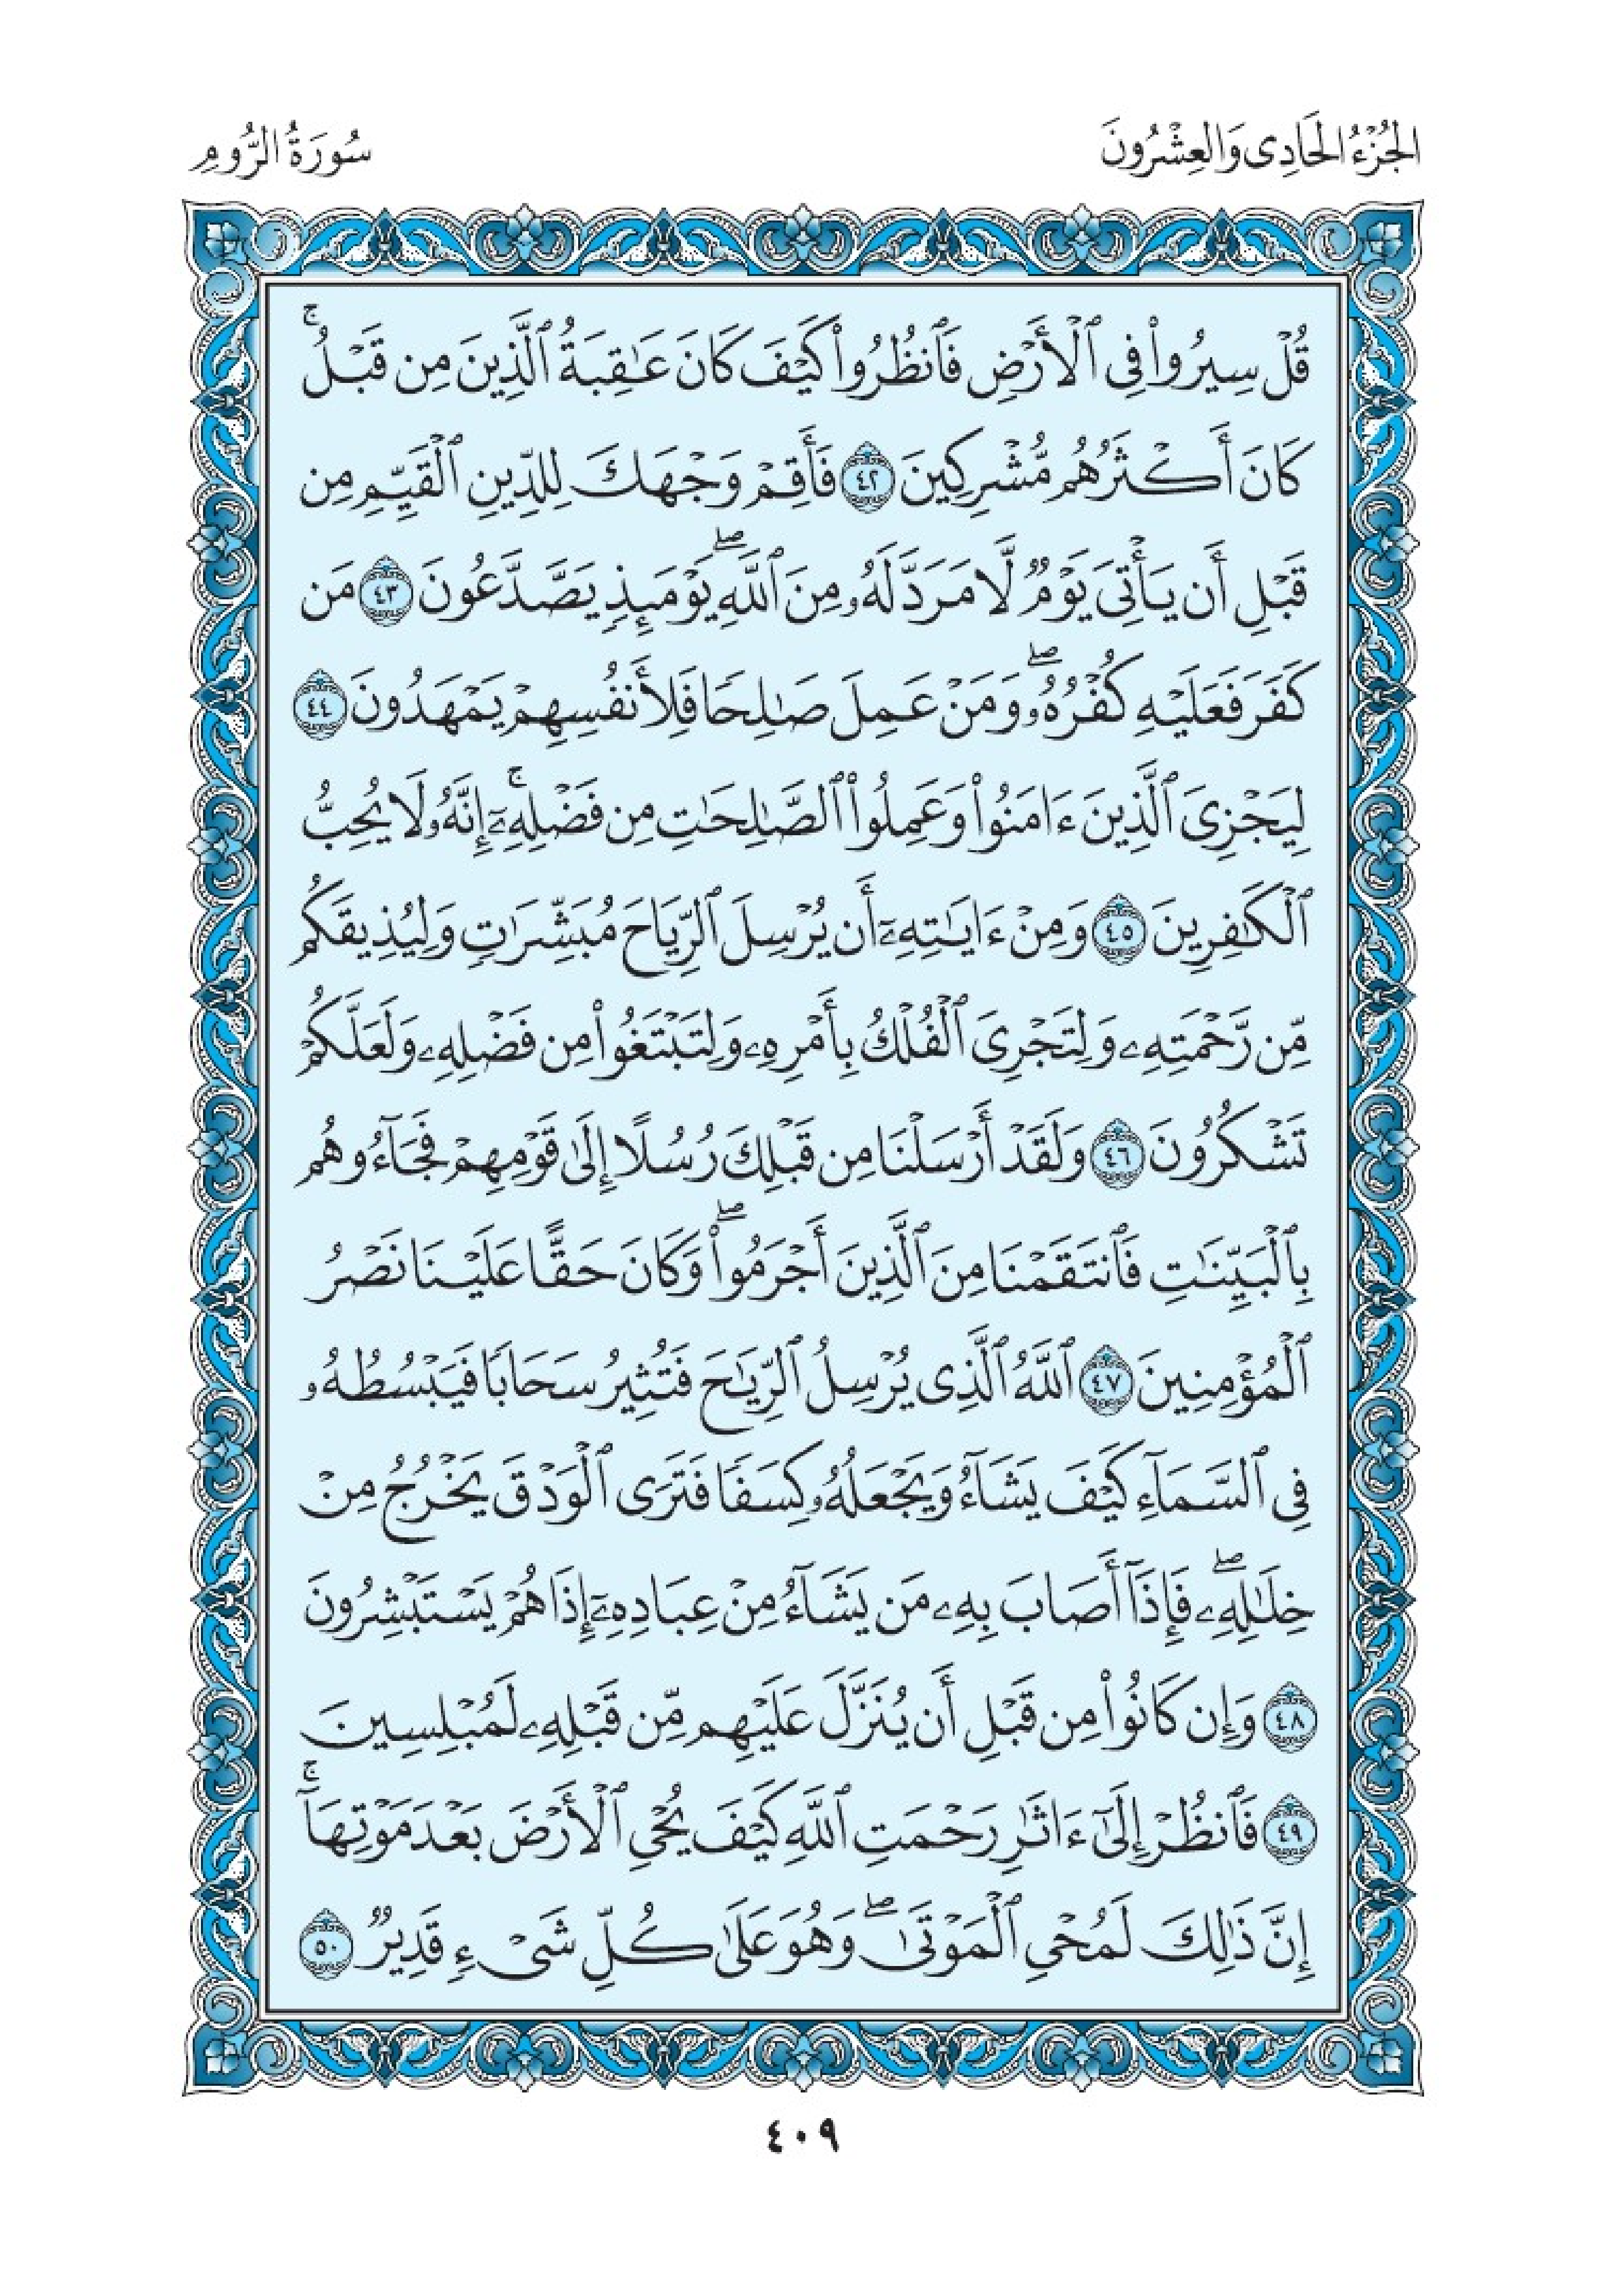 الجُزْءُ الحَادِي وَالعِشْرُونَ
سُورَةُ الرُّومِ
قُلْ سِيرُوا۟ فِى ٱلْأَرْضِ فَٱنظُرُوا۟ كَيْفَ كَانَ عَـٰقِبَةُ ٱلَّذِينَ مِن قَبْلُ ۚ
كَانَ أَكْثَرُهُم مُّشْرِكِينَ ٤٢ فَأَقِمْ وَجْهَكَ لِلدِّينِ ٱلْقَيِّمِ مِن
قَبْلِ أَن يَأْتِىَ يَوْمٌ لَّا مَرَدَّ لَهُۥ مِنَ ٱللَّهِ ۖ يَوْمَئِذٍ يَصَّدَّعُونَ ٤٣ مَن
كَفَرَ فَعَلَيْهِ كُفْرُهُۥ ۖ وَمَنْ عَمِلَ صَـٰلِحًا فَلِأَنفُسِهِمْ يَمْهَدُونَ ٤٤
لِيَجْزِىَ ٱلَّذِينَ ءَامَنُوا۟ وَعَمِلُوا۟ ٱلصَّـٰلِحَـٰتِ مِن فَضْلِهِۦٓ ۚ إِنَّهُۥ لَا يُحِبُّ
ٱلْكَـٰفِرِينَ ٤٥ وَمِنْ ءَايَـٰتِهِۦٓ أَن يُرْسِلَ ٱلرِّيَاحَ مُبَشِّرَٰتٍ وَلِيُذِيقَكُم
مِّن رَّحْمَتِهِۦ وَلِتَجْرِىَ ٱلْفُلْكُ بِأَمْرِهِۦ وَلِتَبْتَغُوا۟ مِن فَضْلِهِۦ وَلَعَلَّكُمْ
تَشْكُرُونَ ٤٦ وَلَقَدْ أَرْسَلْنَا مِن قَبْلِكَ رُسُلًا إِلَىٰ قَوْمِهِمْ فَجَآءُوهُم
بِٱلْبَيِّنَـٰتِ فَٱنتَقَمْنَا مِنَ ٱلَّذِينَ أَجْرَمُوا۟ ۖ وَكَانَ حَقًّا عَلَيْنَا نَصْرُ
ٱلْمُؤْمِنِينَ ٤٧ ٱللَّهُ ٱلَّذِى يُرْسِلُ ٱلرِّيَـٰحَ فَتُثِيرُ سَحَابًا فَيَبْسُطُهُۥ
فِى ٱلسَّمَآءِ كَيْفَ يَشَآءُ وَيَجْعَلُهُۥ كِسَفًا فَتَرَى ٱلْوَدْقَ يَخْرُجُ مِنْ
خِلَـٰلِهِۦ ۖ فَإِذَآ أَصَابَ بِهِۦ مَن يَشَآءُ مِنْ عِبَادِهِۦٓ إِذَا هُمْ يَسْتَبْشِرُونَ
٤٨ وَإِن كَانُوا۟ مِن قَبْلِ أَن يُنَزَّلَ عَلَيْهِم مِّن قَبْلِهِۦ لَمُبْلِسِينَ
٤٩ فَٱنظُرْ إِلَىٰٓ ءَاثَـٰرِ رَحْمَتِ ٱللَّهِ كَيْفَ يُحْىِ ٱلْأَرْضَ بَعْدَ مَوْتِهَآ ۚ
إِنَّ ذَٰلِكَ لَمُحْىِ ٱلْمَوْتَىٰ ۖ وَهُوَ عَلَىٰ كُلِّ شَىْءٍ قَدِيرٌ ٥٠
٤٠٩